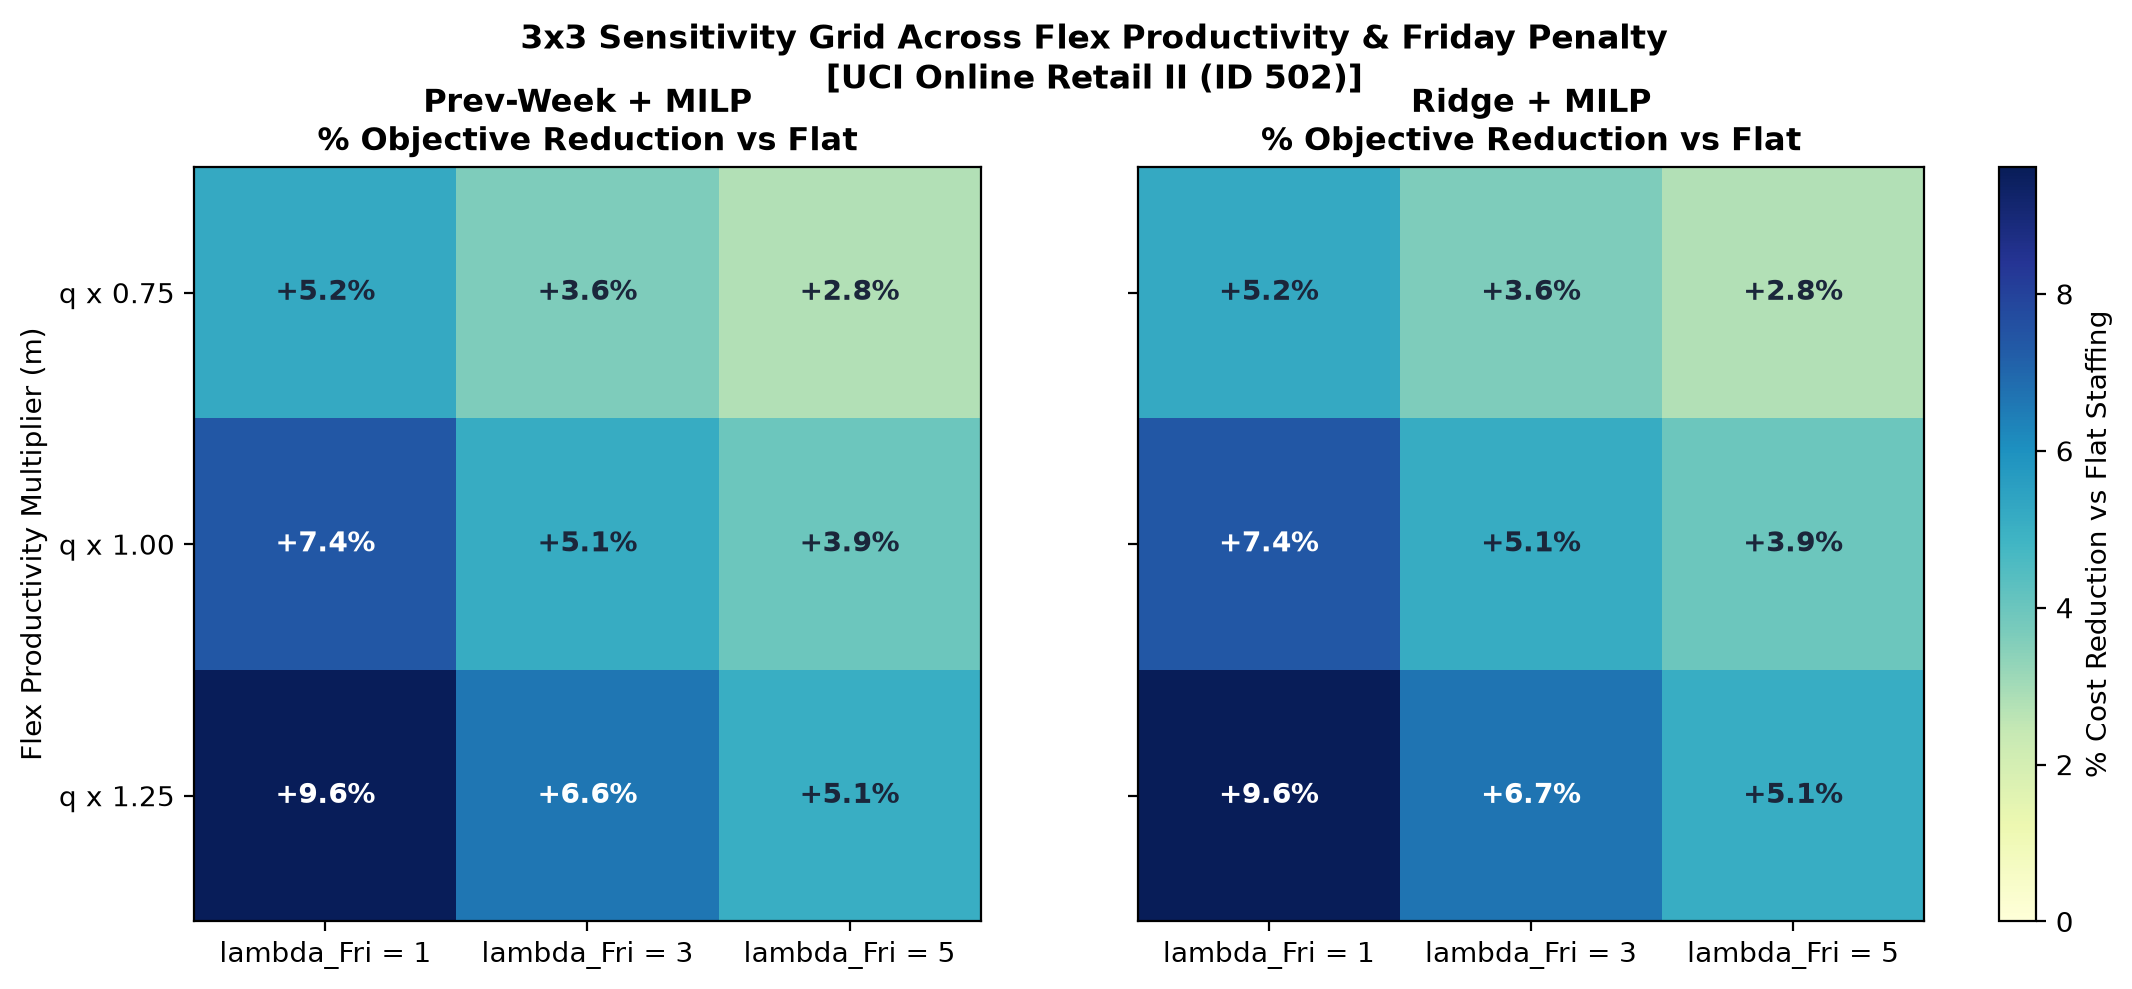 3x3 Sensitivity Grid Across Flex Productivity & Friday Penalty
[UCI Online Retail II (ID 502)]
Prev-Week + MILP
% Objective Reduction vs Flat
Ridge + MILP
% Objective Reduction vs Flat
Flex Productivity Multiplier (m)
q x 0.75
+5.2%
+3.6%
+2.8%
q x 1.00
+7.4%
+5.1%
+3.9%
q x 1.25
+9.6%
+6.6%
+5.1%
lambda_Fri = 1
lambda_Fri = 3
lambda_Fri = 5
+5.2%
+3.6%
+2.8%
+7.4%
+5.1%
+3.9%
+9.6%
+6.7%
+5.1%
lambda_Fri = 1
lambda_Fri = 3
lambda_Fri = 5
8
6
4
2
0
% Cost Reduction vs Flat Staffing